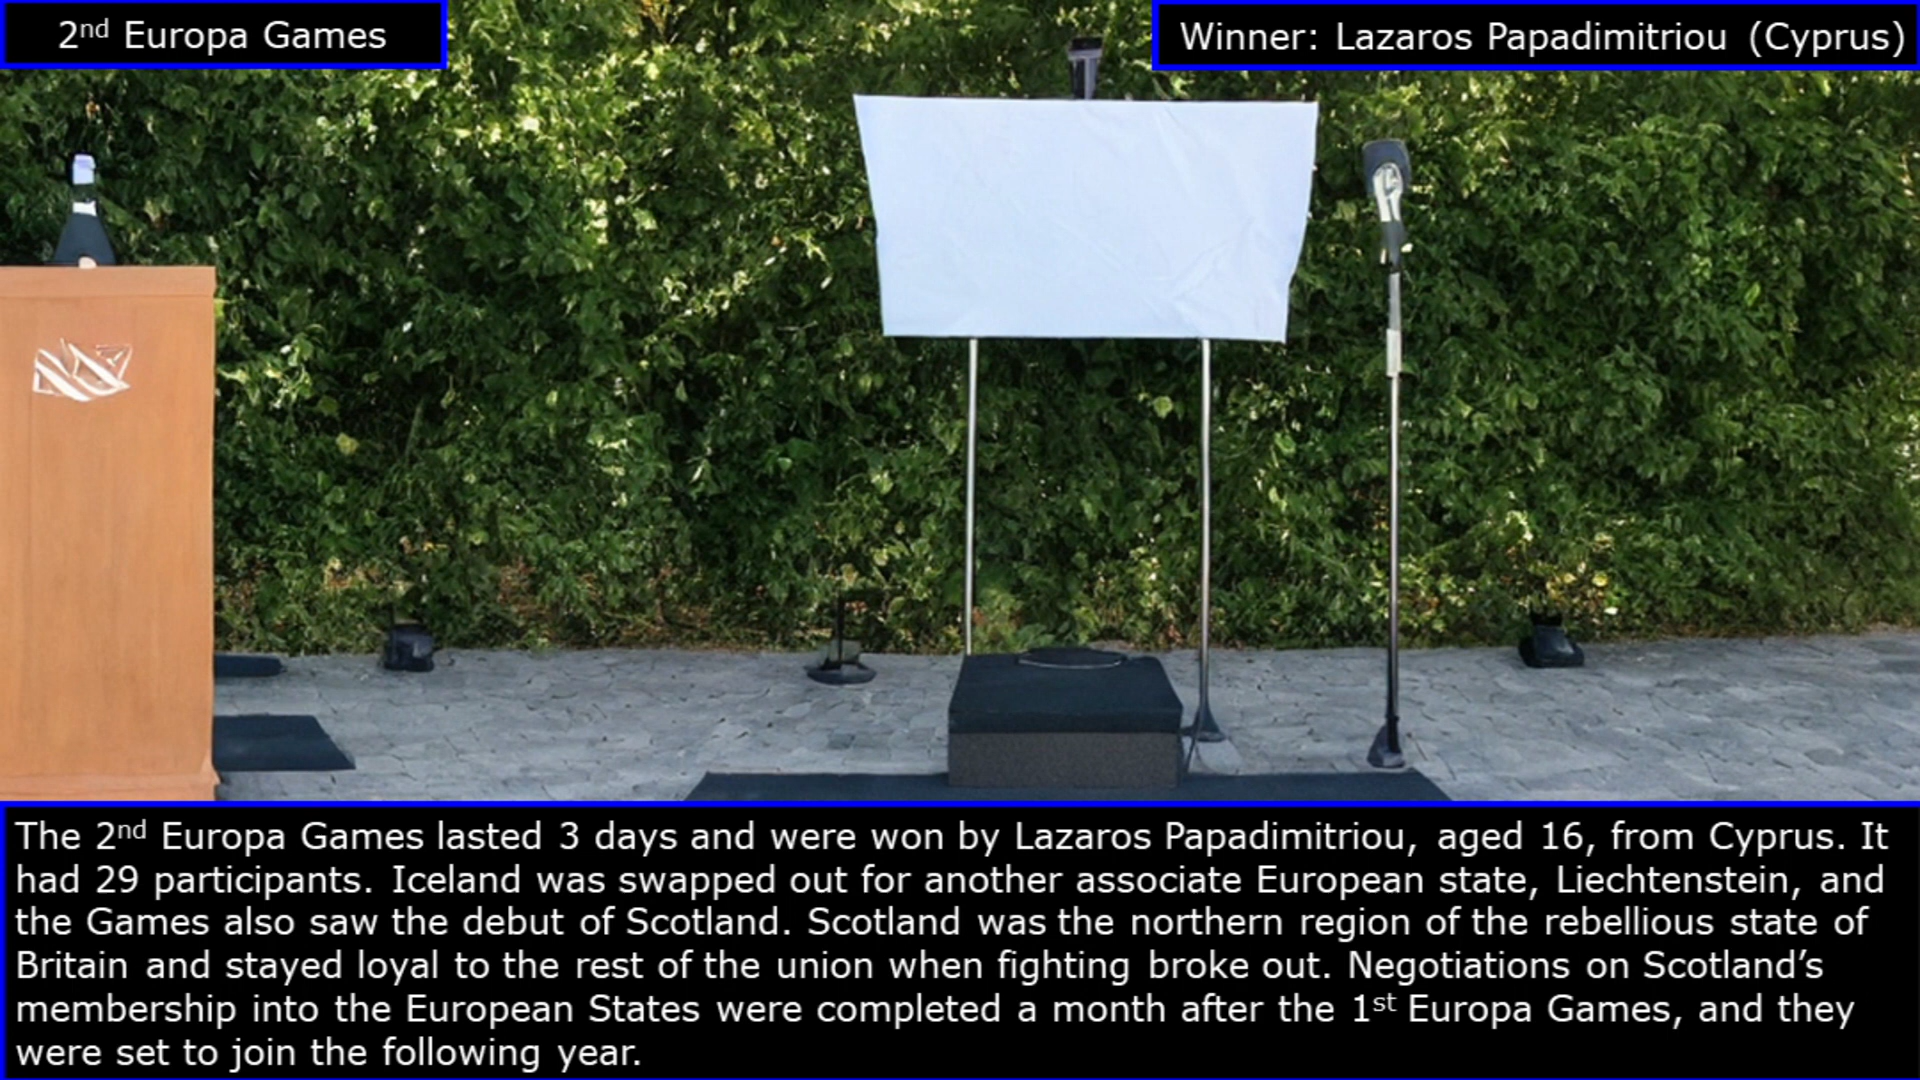 2nd Europa Games
Winner: Lazaros Papadimitriou (Cyprus)
The 2nd Europa Games lasted 3 days and were won by Lazaros Papadimitriou, aged 16, from Cyprus. It
had 29 participants. Iceland was swapped out for another associate European state, Liechtenstein, and
the Games also saw the debut of Scotland. Scotland was the northern region of the rebellious state of
Britain and stayed loyal to the rest of the union when fighting broke out. Negotiations on Scotland’s
membership into the European States were completed a month after the 1st Europa Games, and they
were set to join the following year.